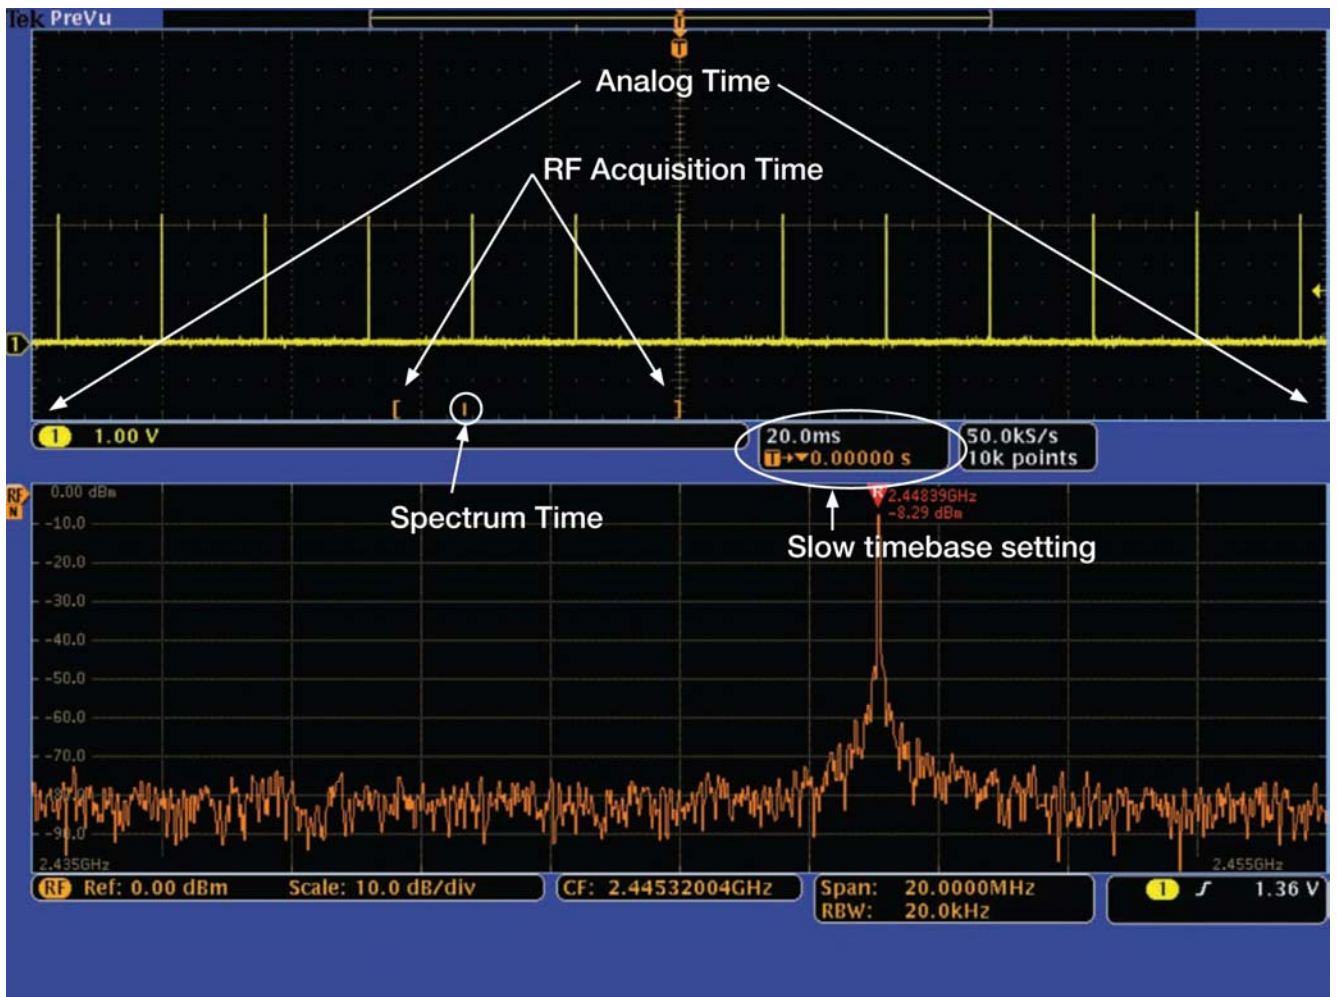 Tek PreVu
T
T
Analog Time
RF Acquisition Time
1
[ ]
1 1.00 V
20.0ms
T→▼0.00000 s
50.0kS/s
10k points
Spectrum Time
Slow timebase setting
RF
N
0.00 dBm
R
2.44839GHz
-8.29 dBm
-10.0
-20.0
-30.0
-40.0
-50.0
-60.0
-70.0
-90.0
2.435GHz
2.455GHz
RF Ref: 0.00 dBm Scale: 10.0 dB/div
CF: 2.44532004GHz
Span: 20.0000MHz
RBW: 20.0kHz
1 1.36 V